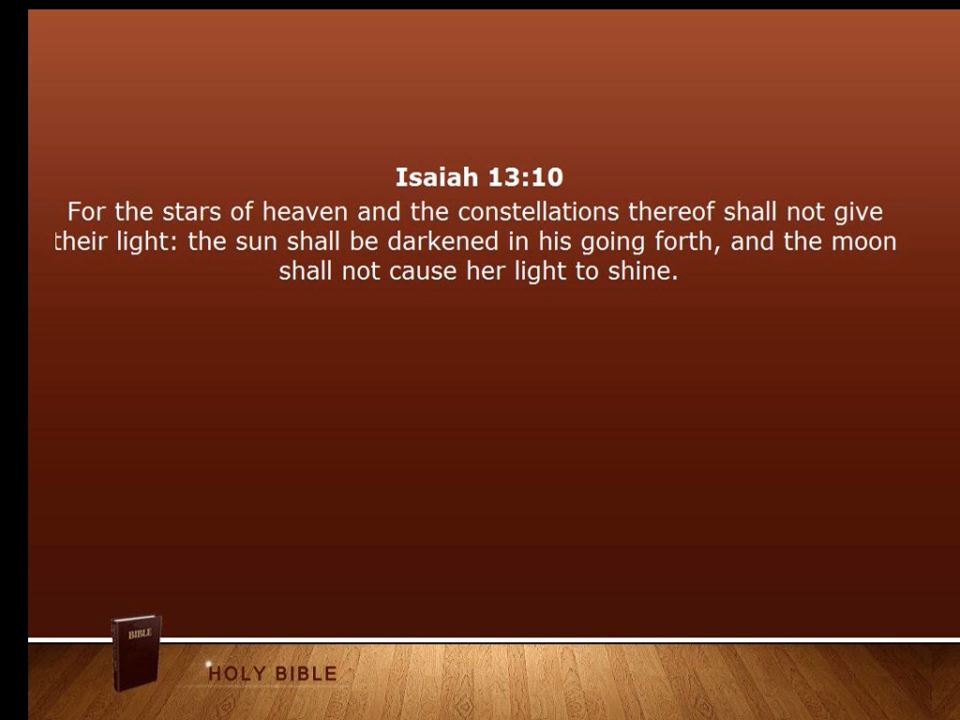 Isaiah 13:10
For the stars of heaven and the constellations thereof shall not give
their light: the sun shall be darkened in his going forth, and the moon
shall not cause her light to shine.
BIBLE
HOLY BIBLE